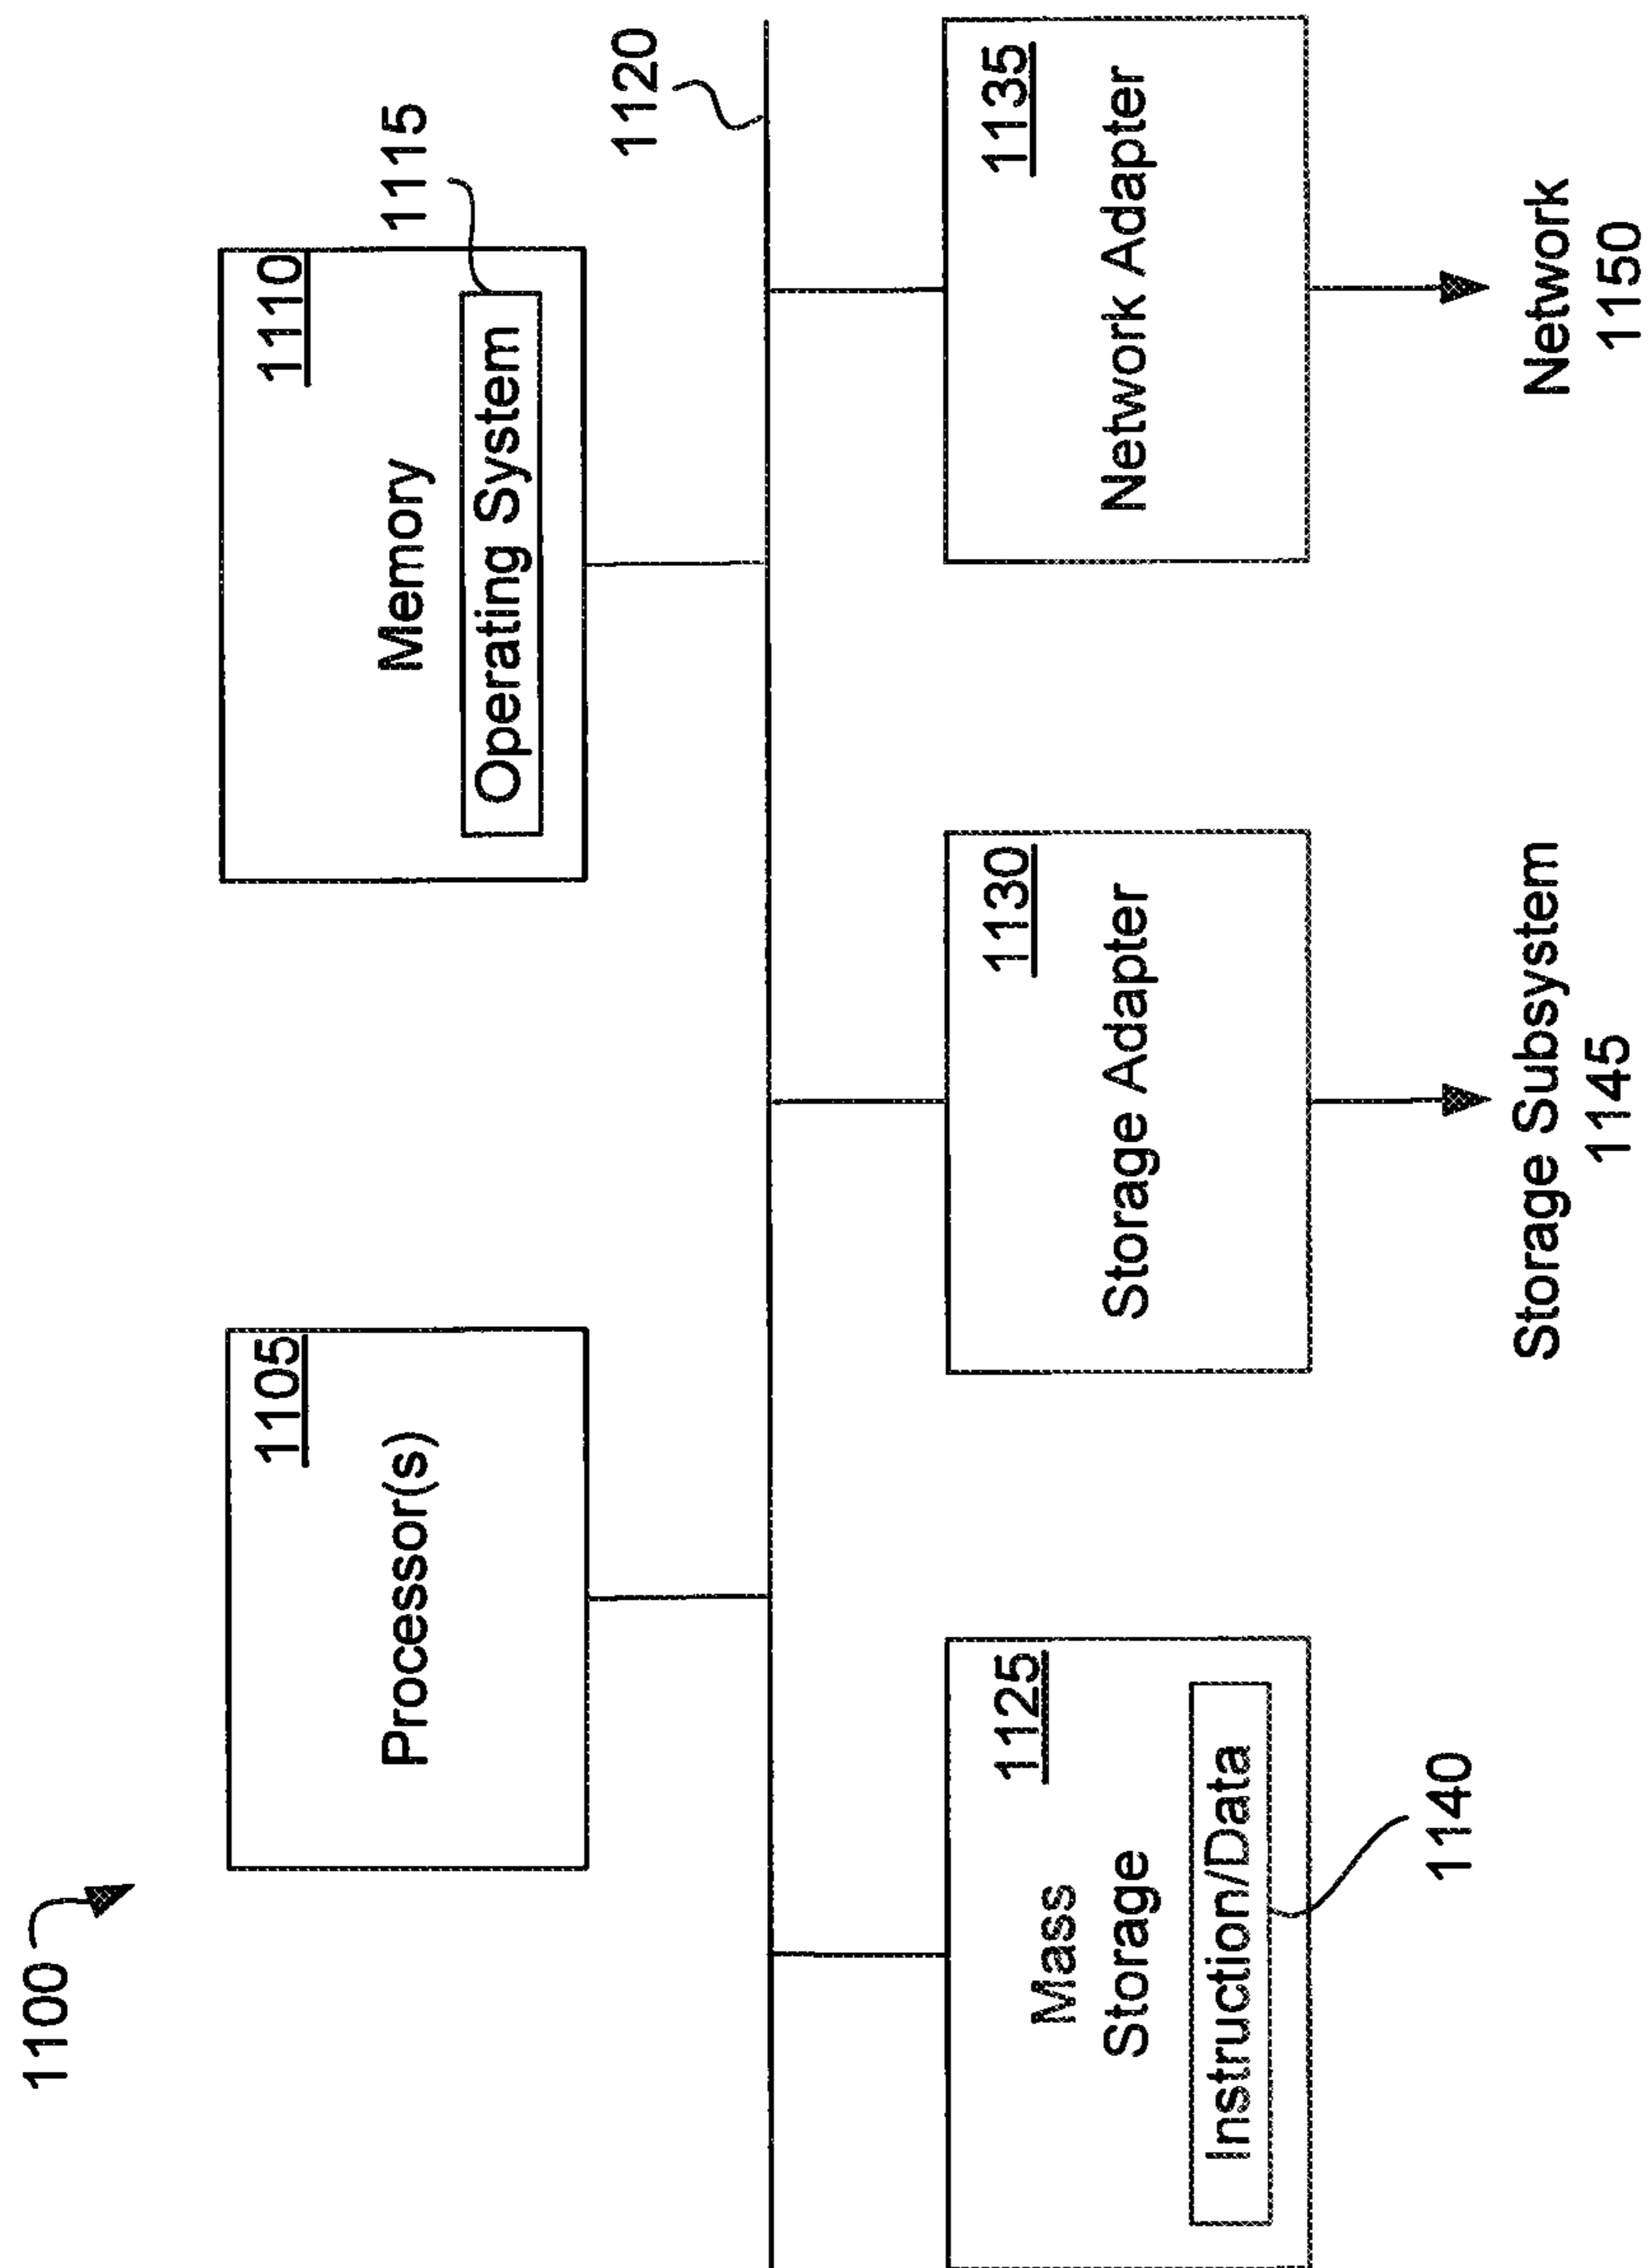 1100
1105
Processor(s)
1110
Memory
Operating System
1115
1120
1125
Mass
Storage
Instruction/Data
1140
1130
Storage Adapter
Storage Subsystem
1145
1135
Network Adapter
Network
1150